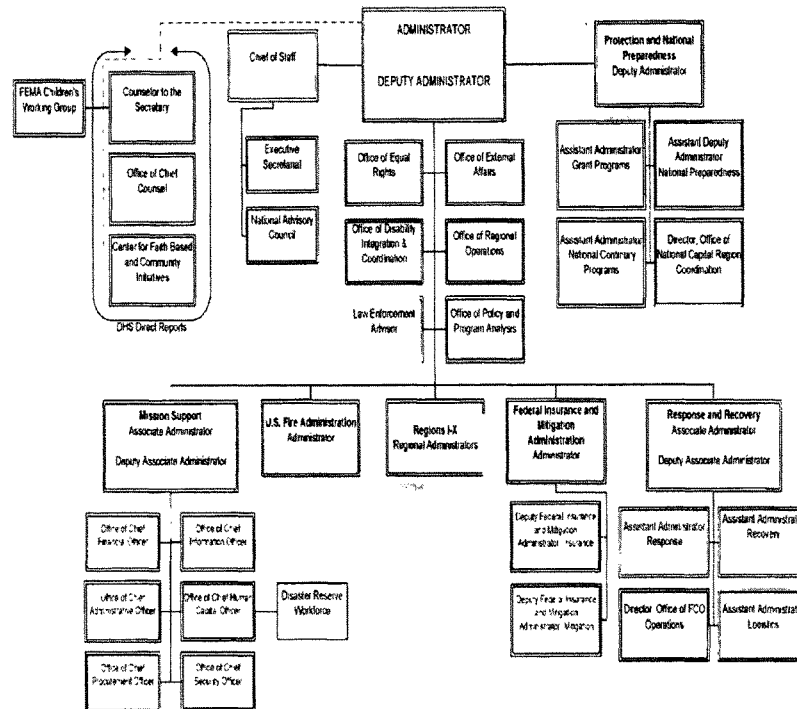 ADMINISTRATOR
DEPUTY ADMINISTRATOR
Chief of Staff
Protection and National
Preparedness
Deputy Administrator
FEMA Children's
Working Group
Counselor to the
Secretary
Office of Chief
Counsel
Center for Faith Based
and Community
Initiatives
DHS Direct Reports
Executive
Secretariat
National Advisory
Council
Office of Equal
Rights
Office of External
Affairs
Office of Disability
Integration &
Coordination
Office of Regional
Operations
Law Enforcement
Advisor
Office of Policy and
Program Analysis
Assistant Administrator
Grant Programs
Assistant Deputy
Administrator
National Preparedness
Assistant Administrator
National Continuity
Programs
Director, Office of
National Capital Region
Coordination
Mission Support
Associate Administrator
Deputy Associate Administrator
U.S. Fire Administration
Administrator
Regions I-X
Regional Administrators
Federal Insurance and
Mitigation
Administration
Administrator
Response and Recovery
Associate Administrator
Deputy Associate Administrator
Office of Chief
Financial Officer
Office of Chief
Information Officer
Office of Chief
Administrative Officer
Office of Chief Human
Capital Officer
Disaster Reserve
Workforce
Office of Chief
Procurement Officer
Office of Chief
Security Officer
Deputy Federal Insurance
and Mitigation
Administrator Insurance
Deputy Federal Insurance
and Mitigation
Administrator Mitigation
Assistant Administrator
Response
Assistant Administrat
Recovery
Director Office of FCO
Operations
Assistant Administrat
Logistics